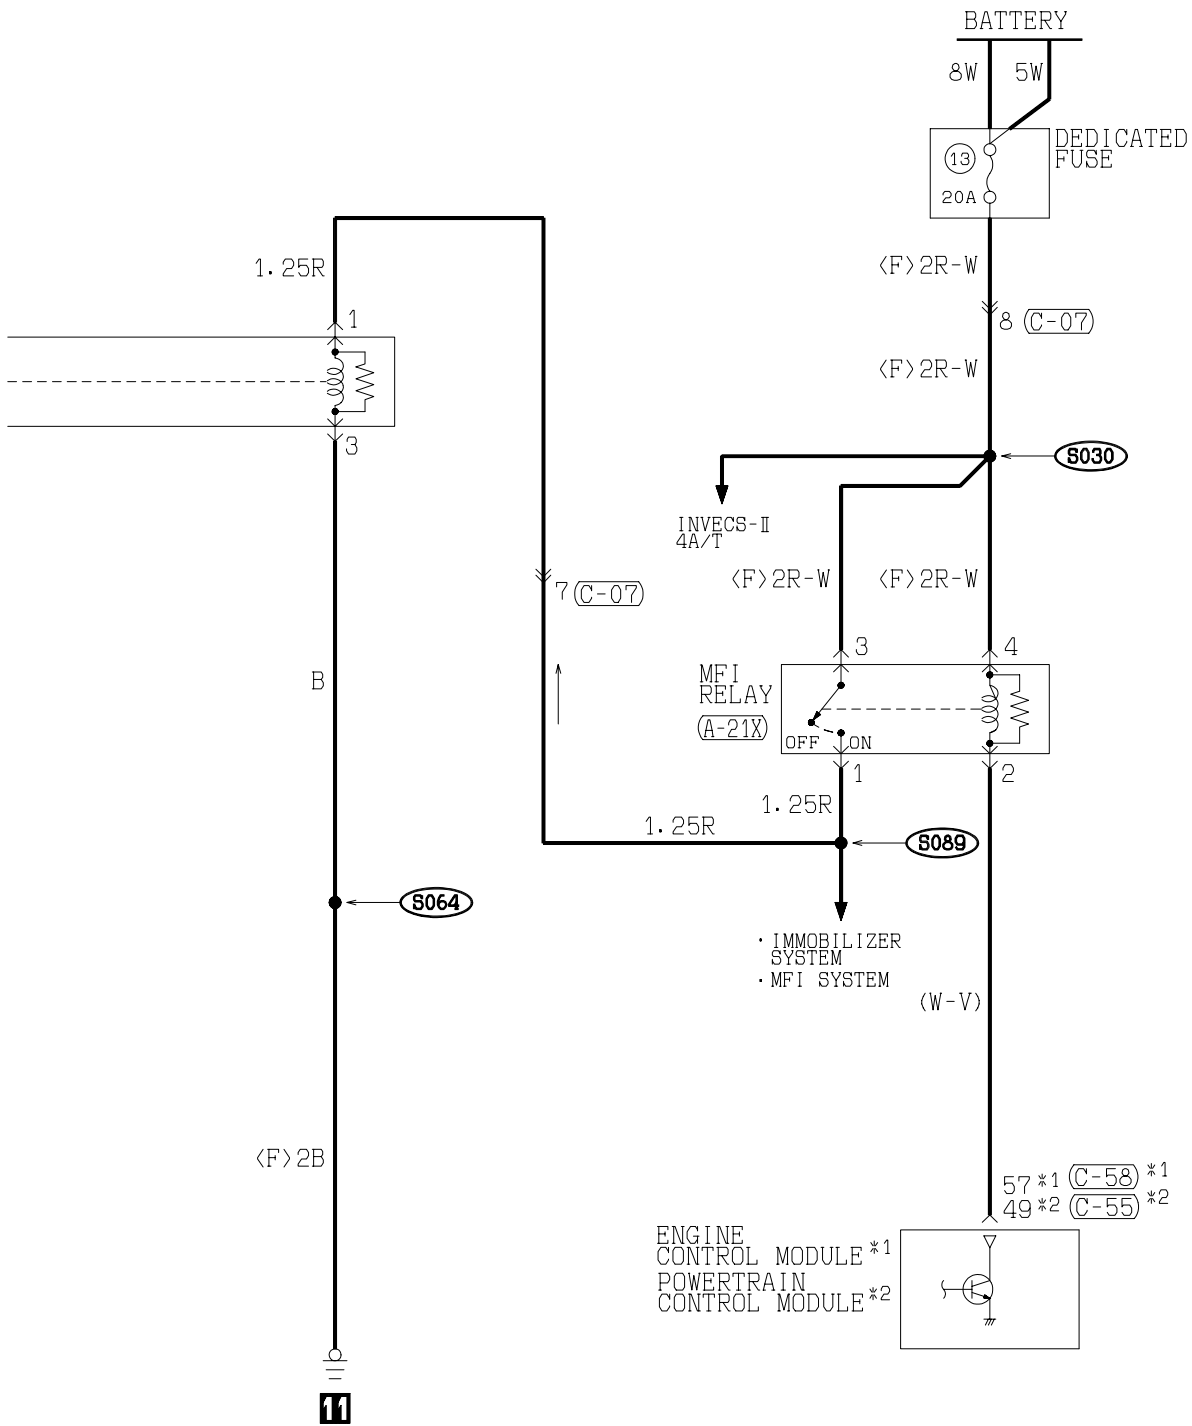 BATTERY
8W
5W
DEDICATED
FUSE
13
20A
<F>2R-W
1.25R
8
C-07
1
<F>2R-W
3
S030
INVECS-Ⅱ
4A/T
<F>2R-W
<F>2R-W
7
C-07
3
4
MFI
RELAY
A-21X
B
OFF
ON
1
2
1.25R
1.25R
S089
S064
· IMMOBILIZER
SYSTEM
· MFI SYSTEM
(W-V)
<F>2B
57 *1
C-58 *1
49 *2
C-55 *2
ENGINE
CONTROL MODULE *1
POWERTRAIN
CONTROL MODULE *2
11